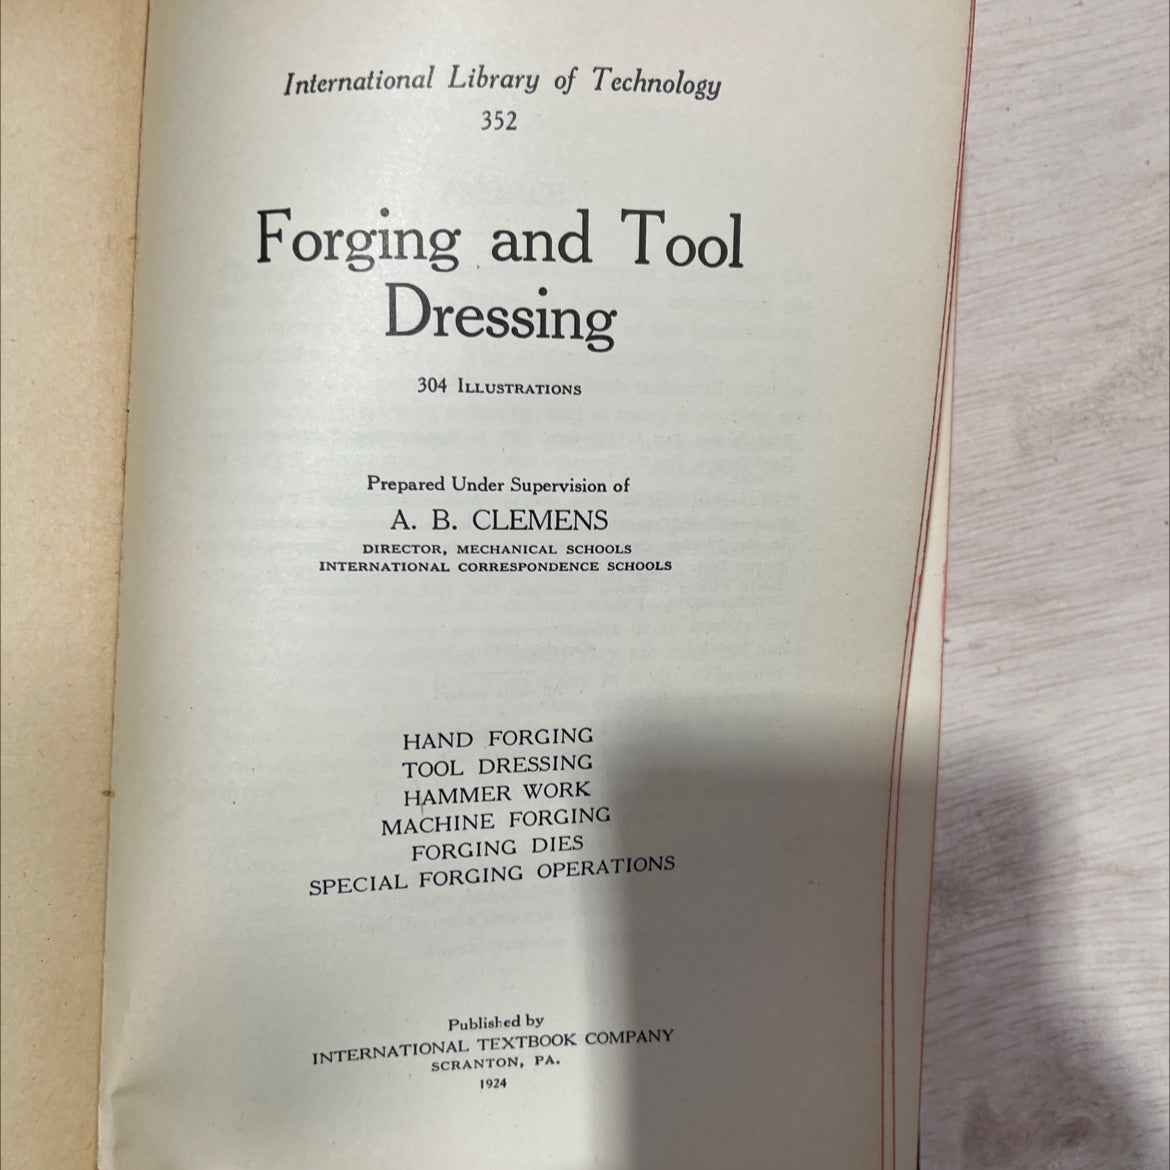 International Library of Technology
352
Forging and Tool
Dressing
304 Illustrations
Prepared Under Supervision of
A. B. CLEMENS
DIRECTOR, MECHANICAL SCHOOLS
INTERNATIONAL CORRESPONDENCE SCHOOLS
HAND FORGING
TOOL DRESSING
HAMMER WORK
MACHINE FORGING
FORGING DIES
SPECIAL FORGING OPERATIONS
Published by
INTERNATIONAL TEXTBOOK COMPANY
SCRANTON, PA.
1924